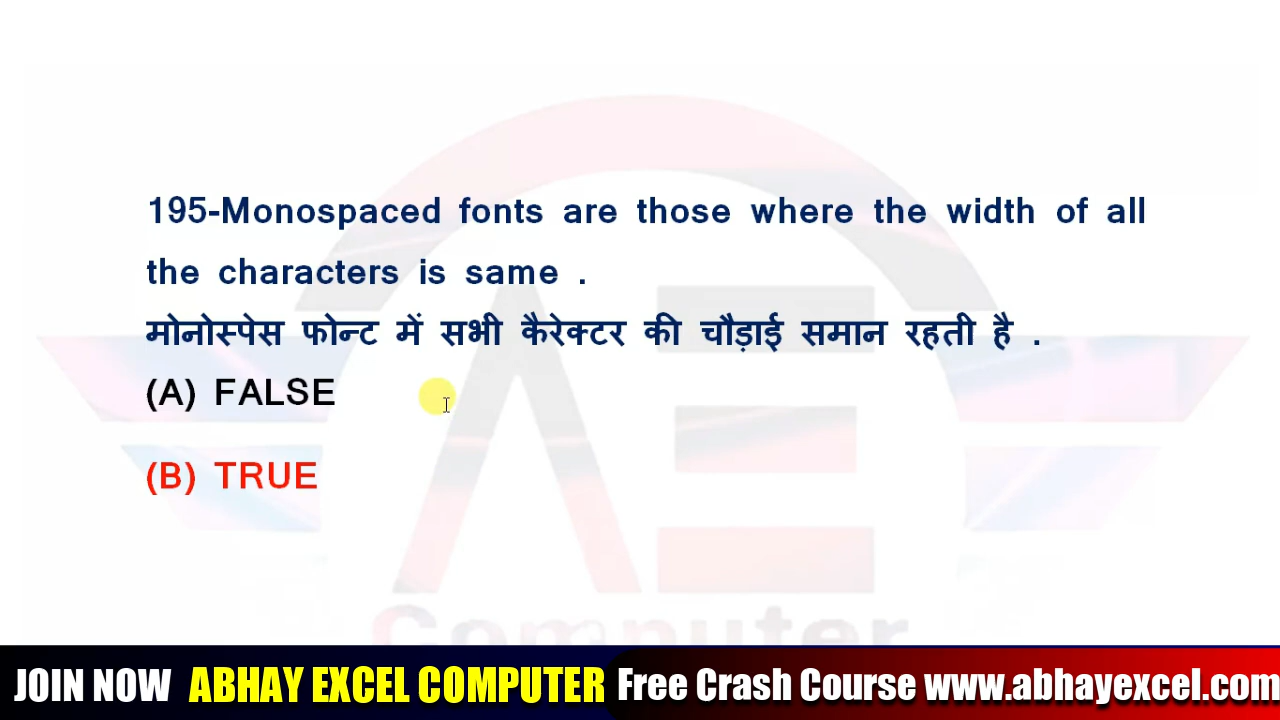 195-Monospaced fonts are those where the width of all
the characters is same .
मोनोस्पेस फोन्ट में सभी कैरेक्टर की चौड़ाई समान रहती है .
(A) FALSE
(B) TRUE
Computer
JOIN NOW ABHAY EXCEL COMPUTER Free Crash Course www.abhayexcel.com